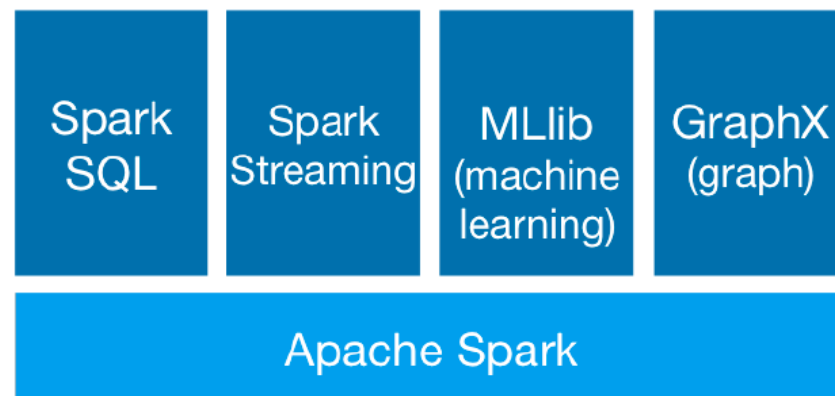 Spark
SQL
Spark
Streaming
MLlib
(machine
learning)
GraphX
(graph)
Apache Spark